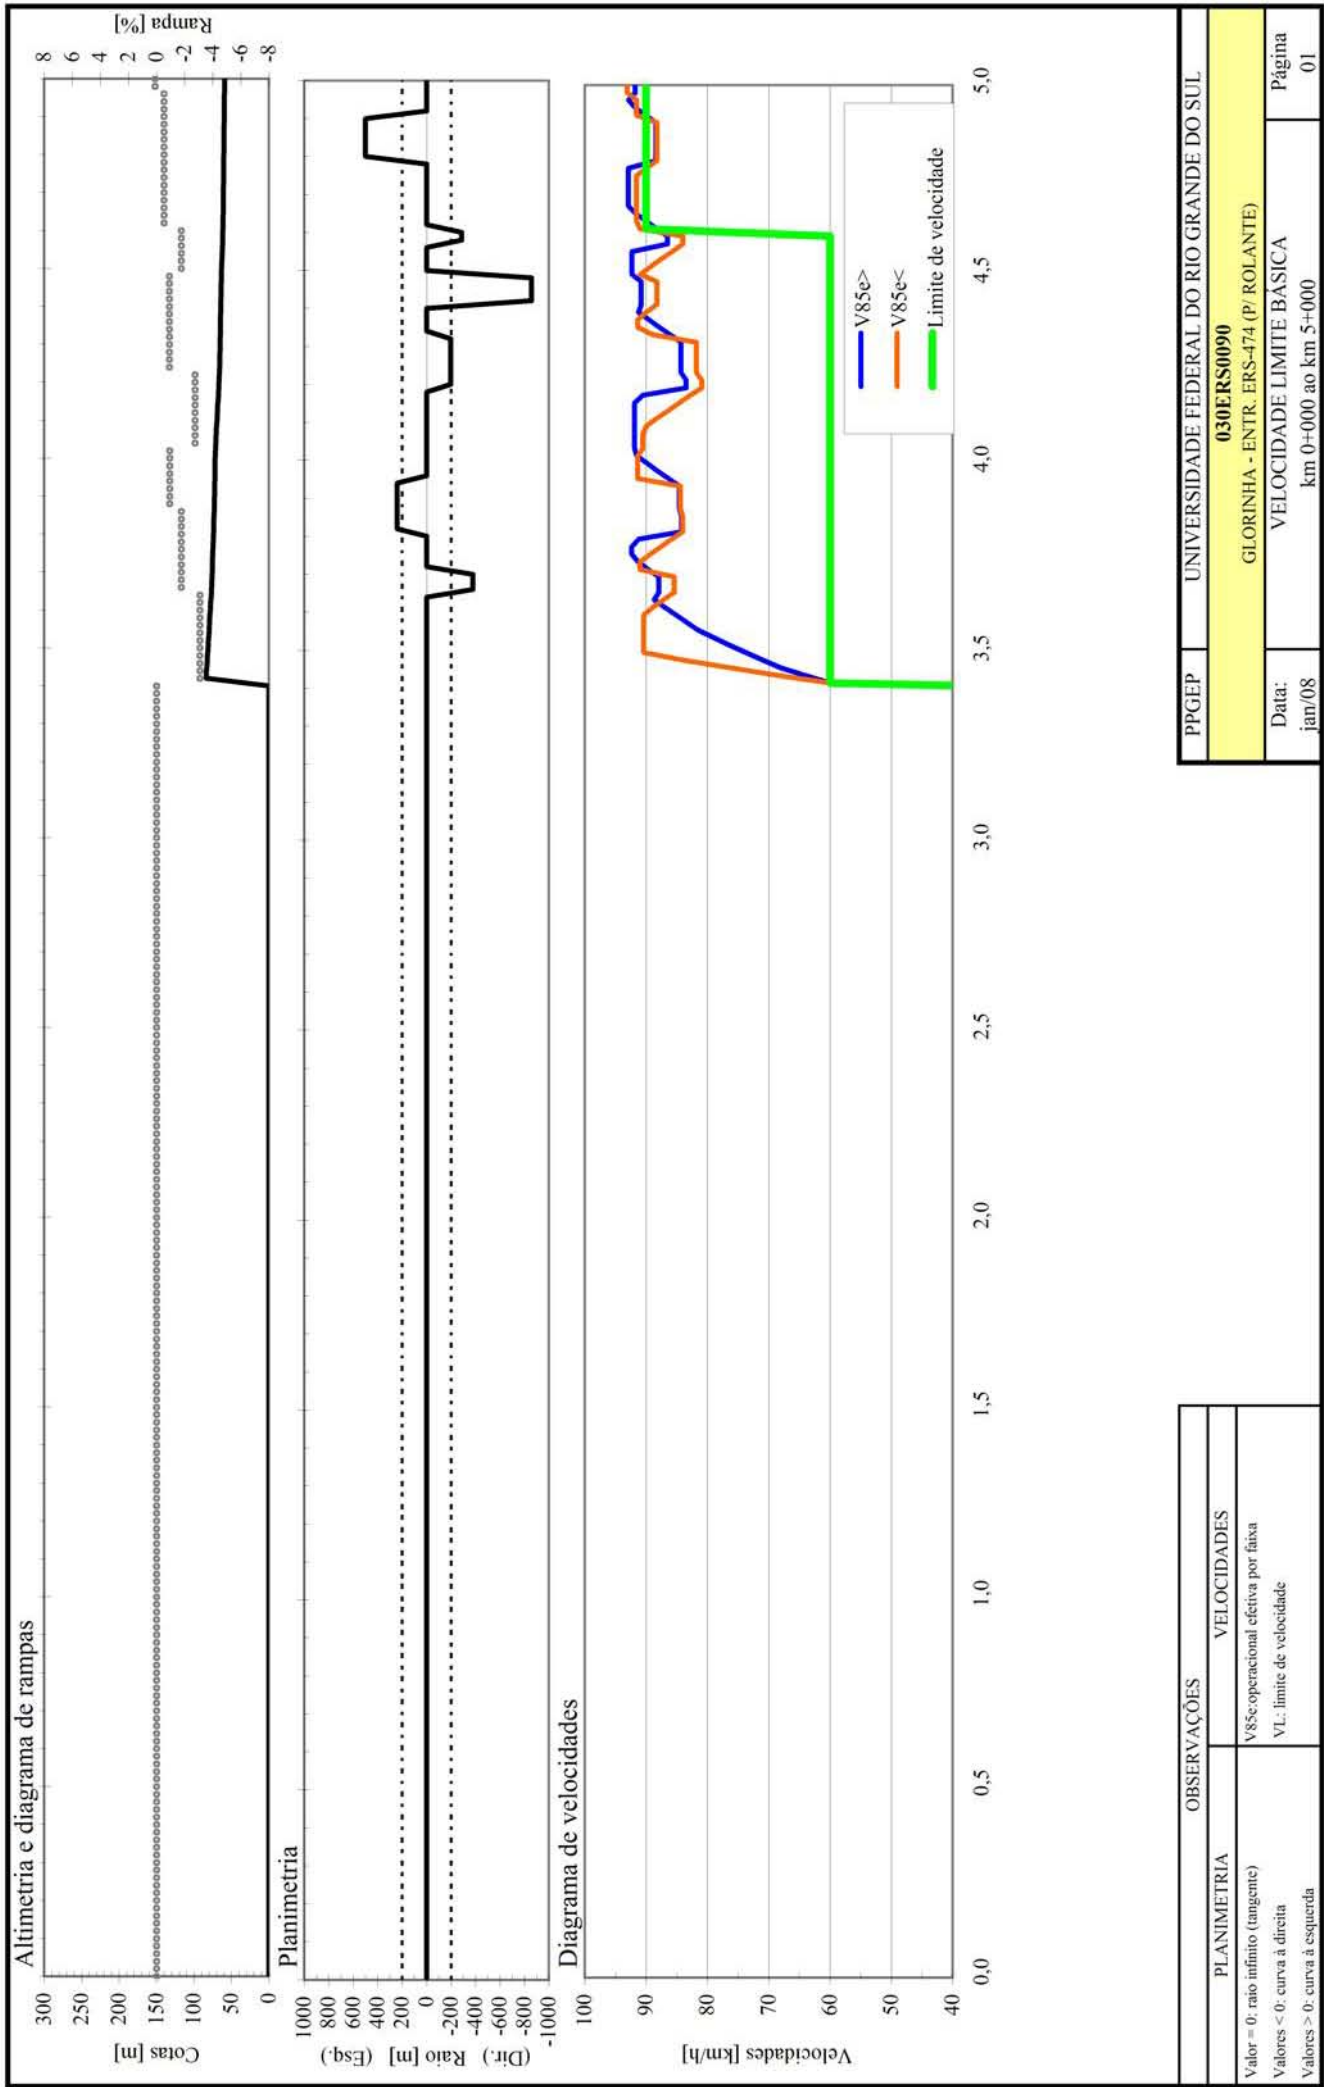 Altimetria e diagrama de rampas
Cotas [m]
300
250
200
150
100
50
0
Rampa [%]
8
6
4
2
0
-2
-4
-6
-8
Planimetria
(Dir.) Raio [m] (Esq.)
1000
800
600
400
200
0
-200
-400
-600
-800
-1000
Diagrama de velocidades
Velocidades [km/h]
100
90
80
70
60
50
40
0,0
0,5
1,0
1,5
2,0
2,5
3,0
3,5
4,0
4,5
5,0
V85e>
V85e<
Limite de velocidade
OBSERVAÇÕES
PLANIMETRIA
VELOCIDADES
Valor = 0: raio infinito (tangente)
Valores < 0: curva à direita
Valores > 0: curva à esquerda
V85e:operacional efetiva por faixa
VL: limite de velocidade
PPGEP
UNIVERSIDADE FEDERAL DO RIO GRANDE DO SUL
030ERS0090
GLORINHA - ENTR. ERS-474 (P/ ROLANTE)
Data:
jan/08
VELOCIDADE LIMITE BÁSICA
km 0+000 ao km 5+000
Página
01